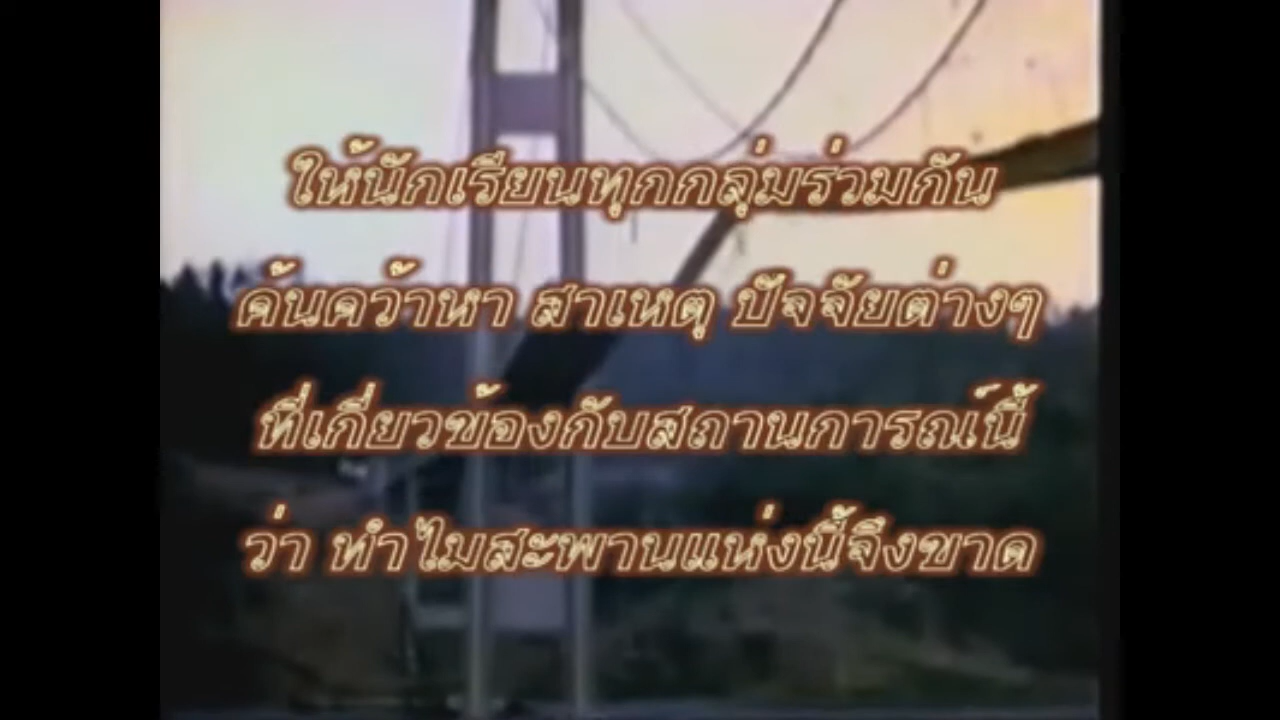 ให้นักเรียนทุกกลุ่มร่วมกัน
ค้นคว้าหา สาเหตุ ปัจจัยต่างๆ
ที่เกี่ยวข้องกับสถานการณ์นี้
ว่า ทำไมสะพานแห่งนี้จึงขาด